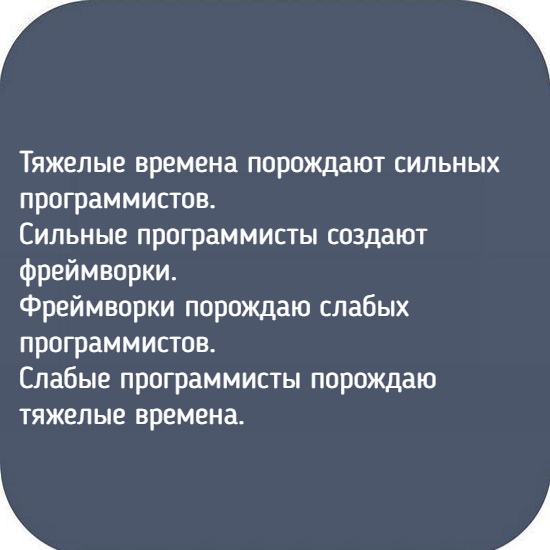 Тяжелые времена порождают сильных
программистов.
Сильные программисты создают
фреймворки.
Фреймворки порождаю слабых
программистов.
Слабые программисты порождаю
тяжелые времена.